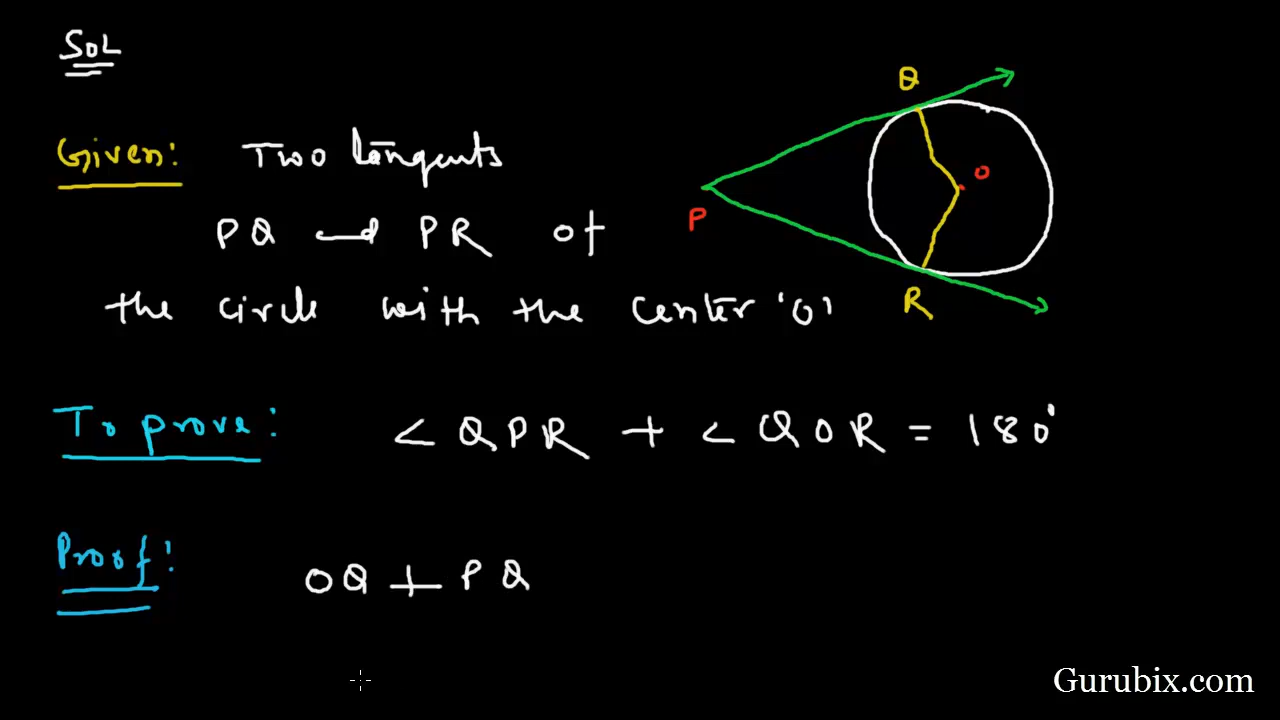 SOL
Given: Two tangents
PQ and PR of
the circle with the center 'O'
Q
O
P
R
To prove: < QPR + < QOR = 180°
Proof: OQ ⊥ PQ
Gurubix.com